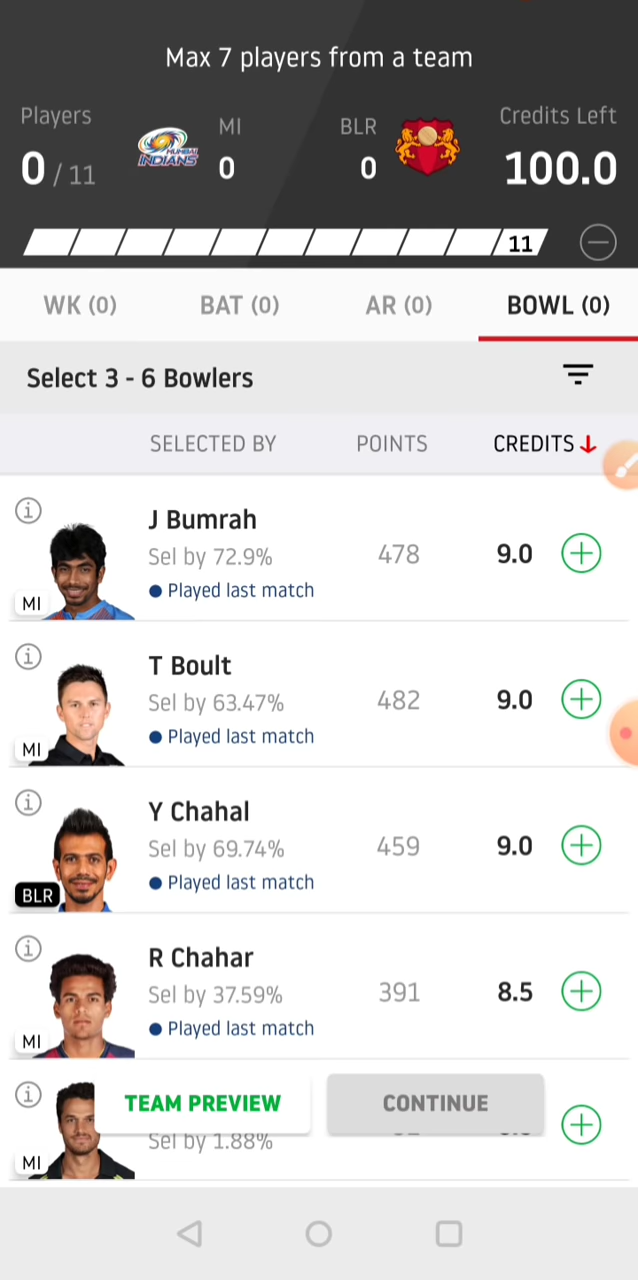 Max 7 players from a team
Players
MI
BLR
Credits Left
0 / 11
MUMBAI INDIANS
0
0
100.0
11
WK (0)
BAT (0)
AR (0)
BOWL (0)
Select 3 - 6 Bowlers
SELECTED BY
POINTS
CREDITS
J Bumrah
Sel by 72.9%
478
9.0
Played last match
MI
T Boult
Sel by 63.47%
482
9.0
Played last match
MI
Y Chahal
Sel by 69.74%
459
9.0
Played last match
BLR
R Chahar
Sel by 37.59%
391
8.5
Played last match
MI
TEAM PREVIEW
CONTINUE
Sel by 1.88%
MI